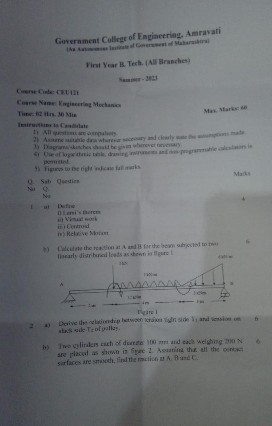 Government College of Engineering, Amravati
(An Autonomous Institute of Government of Maharashtra)
First Year B. Tech. (All Branches)
Summer - 2023
Course Code: CEU121
Course Name: Engineering Mechanics
Time: 02 Hrs. 30 Min
Max. Marks: 60
Instructions to Candidate
1) All questions are compulsory.
2) Assume suitable data wherever necessary and clearly state the assumptions made.
3) Diagrams/sketches should be given wherever necessary.
4) Use of logarithmic table, drawing instruments and non-programmable calculators is
permitted.
5) Figures to the right indicate full marks.
Q. Sub Question Marks
No Q.
No
1. a) Define
i) Lami's theorem
ii) Virtual work
iii) Centroid
iv) Relative Motion
b) Calculate the reaction at A and B for the beam subjected to two
linearly distributed loads as shown in figure 1
A
Figure 1
2 a) Derive the relationship between tension tight side T₁ and tension on 6
slack side T₂ of pulley.
b) Two cylinders each of diameter 100 mm and each weighing 200 N 6
are placed as shown in figure 2. Assuming that all the contact
surfaces are smooth, find the reaction at A, B and C.